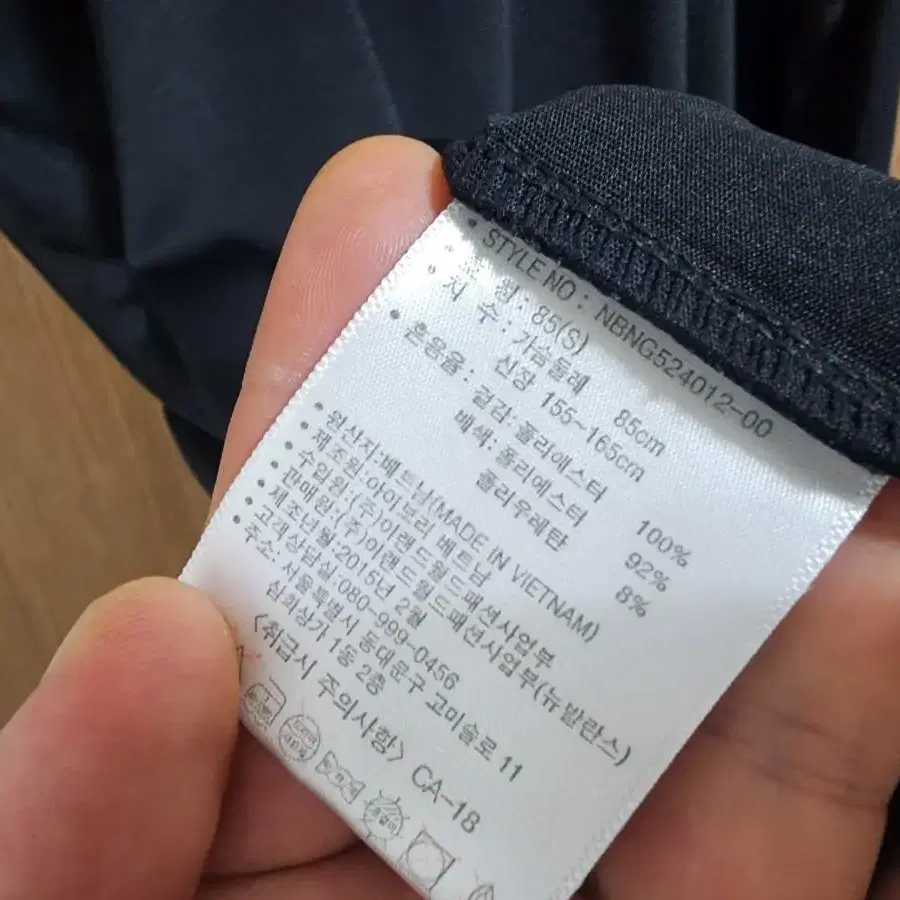 • STYLE NO : NBNG524012-00
• 호 칭 : 85(S)
• 치 수 : 가슴둘레 85cm
신장 155~165cm
• 혼용율 : 겉감: 폴리에스터 100%
배색: 폴리에스터 92%
폴리우레탄 8%
• 원산지:베트남(MADE IN VIETNAM)
• 제조원:아이보리 베트남
• 수입원:(주)이랜드월드패션사업부
• 판매원:(주)이랜드월드패션사업부(뉴발란스)
• 제조년월:2015년 2월
• 고객상담실:080-999-0456
• 주소: 서울특별시 동대문구 고미술로 11
삼희상가 1동 2층
<취급시 주의사항> CA-18